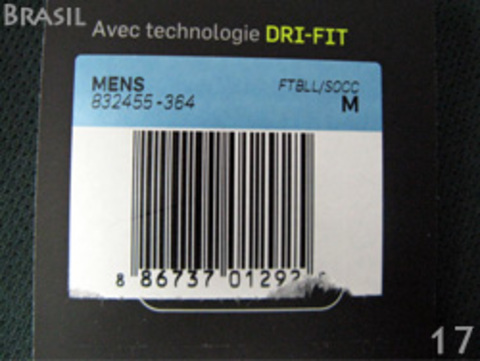 BRASIL
Avec technologie DRI-FIT
MENS FTBLL/SOCC
832455-364 M
8 86737 01292
17